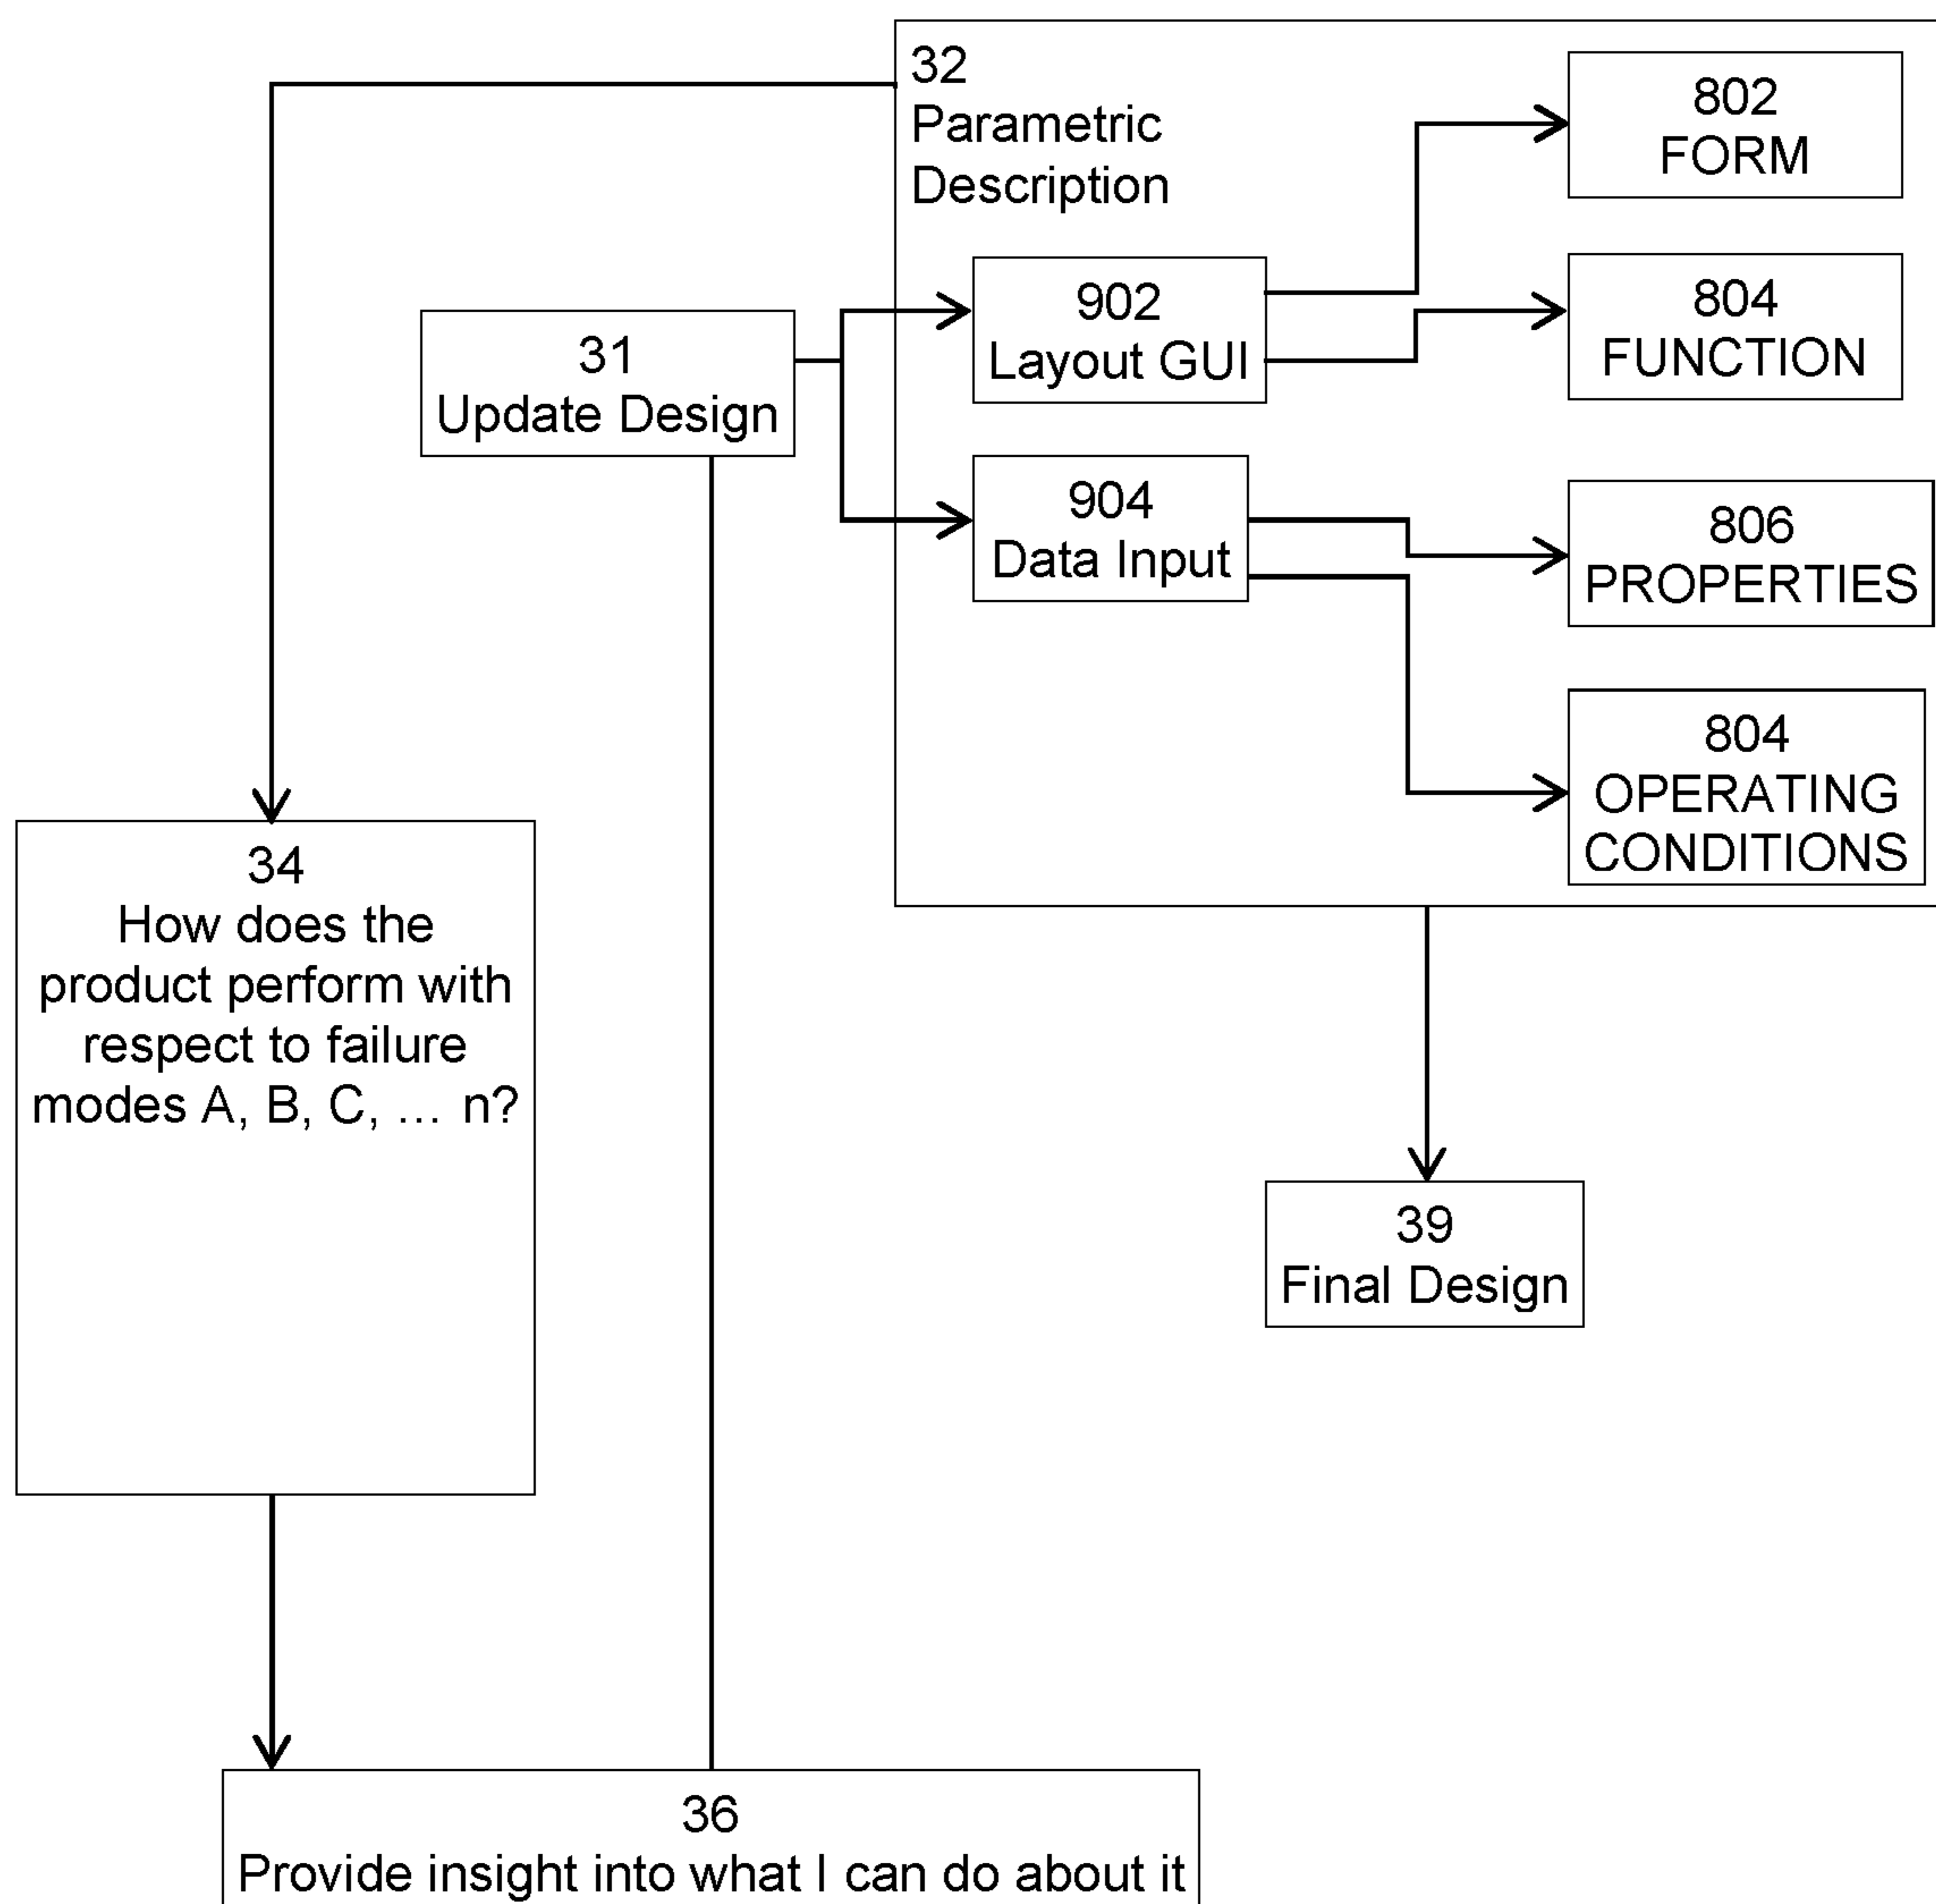 32
Parametric
Description
802
FORM
902
Layout GUI
804
FUNCTION
31
Update Design
904
Data Input
806
PROPERTIES
804
OPERATING
CONDITIONS
34
How does the
product perform with
respect to failure
modes A, B, C, ... n?
39
Final Design
36
Provide insight into what I can do about it